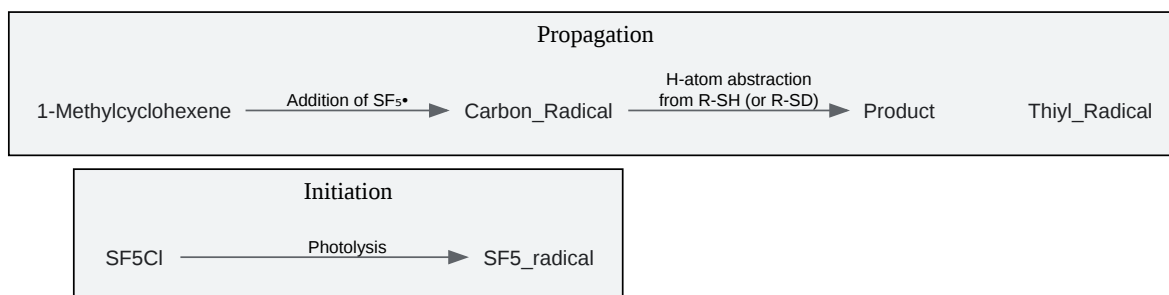 Propagation
1-Methylcyclohexene
Addition of SF₅•
Carbon_Radical
H-atom abstraction
from R-SH (or R-SD)
Product
Thiyl_Radical
Initiation
SF5Cl
Photolysis
SF5_radical